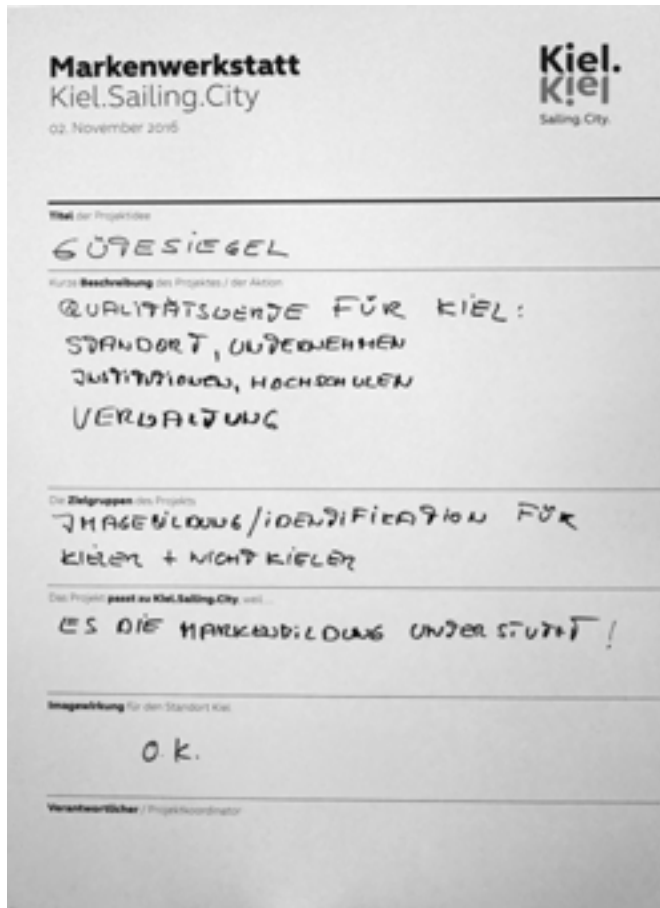 Markenwerkstatt
Kiel.Sailing.City
02. November 2016
Kiel.
Kiel
Sailing.City.
Titel der Projektidee
GÜTESIEGEL
Kurze Beschreibung des Projektes / der Aktion
QUALITÄTSWERTE FÜR KIEL:
STANDORT, UNTERNEHMEN
INSTITUTIONEN, HOCHSCHULEN
VERWALTUNG
Die Zielgruppen des Projekts
IMAGEBILDUNG/IDENTIFIKATION FÜR
KIELER + NICHT KIELER
Das Projekt passt zu Kiel.Sailing.City, weil ...
ES DIE MARKENBILDUNG UNTERSTÜTZT!
Imagewirkung für den Standort Kiel
O.K.
Verantwortlicher / Projektkoordinator